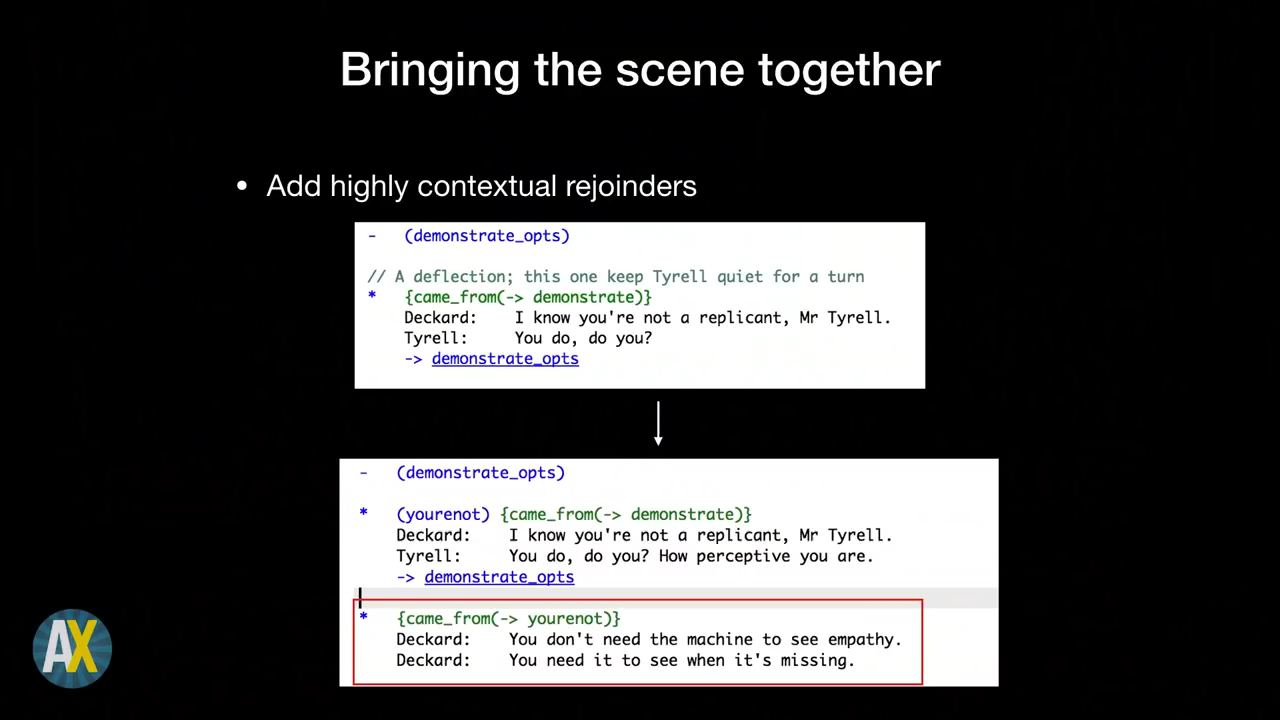 Bringing the scene together
• Add highly contextual rejoinders
- (demonstrate_opts)
// A deflection; this one keep Tyrell quiet for a turn
* {came_from(-> demonstrate)}
Deckard: I know you're not a replicant, Mr Tyrell.
Tyrell: You do, do you?
-> demonstrate_opts
- (demonstrate_opts)
* (yourenot) {came_from(-> demonstrate)}
Deckard: I know you're not a replicant, Mr Tyrell.
Tyrell: You do, do you? How perceptive you are.
-> demonstrate_opts
* {came_from(-> yourenot)}
Deckard: You don't need the machine to see empathy.
Deckard: You need it to see when it's missing.
AX